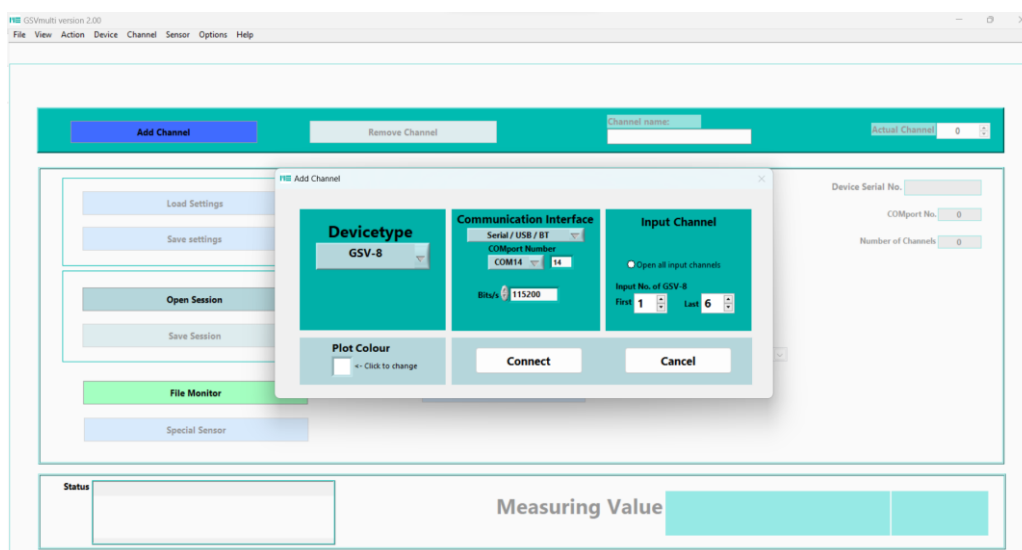 ME GSVmulti version 2.00
File View Action Device Channel Sensor Options Help
Add Channel
Remove Channel
Channel name:
Actual Channel 0
ME Add Channel
Load Settings
Save settings
Open Session
Save Session
File Monitor
Special Sensor
Devicetype
GSV-8
Communication Interface
Serial / USB / BT
COMport Number
COM14 14
Bits/s 115200
Input Channel
Open all input channels
Input No. of GSV-8
First 1 Last 6
Plot Colour
<- Click to change
Connect
Cancel
Device Serial No.
COMport No. 0
Number of Channels 0
Status
Measuring Value